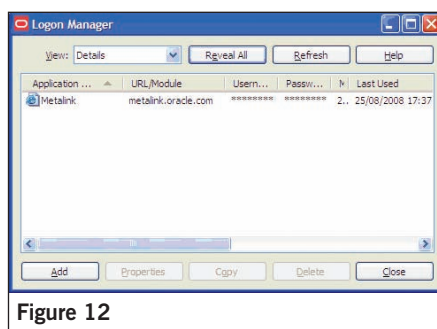 Logon Manager
View: Details Reveal All Refresh Help
Application ... URL/Module Usern... Passw... Last Used
Metalink metalink.oracle.com ******** ******** 2.. 25/08/2008 17:37
Add Properties Copy Delete Close
Figure 12